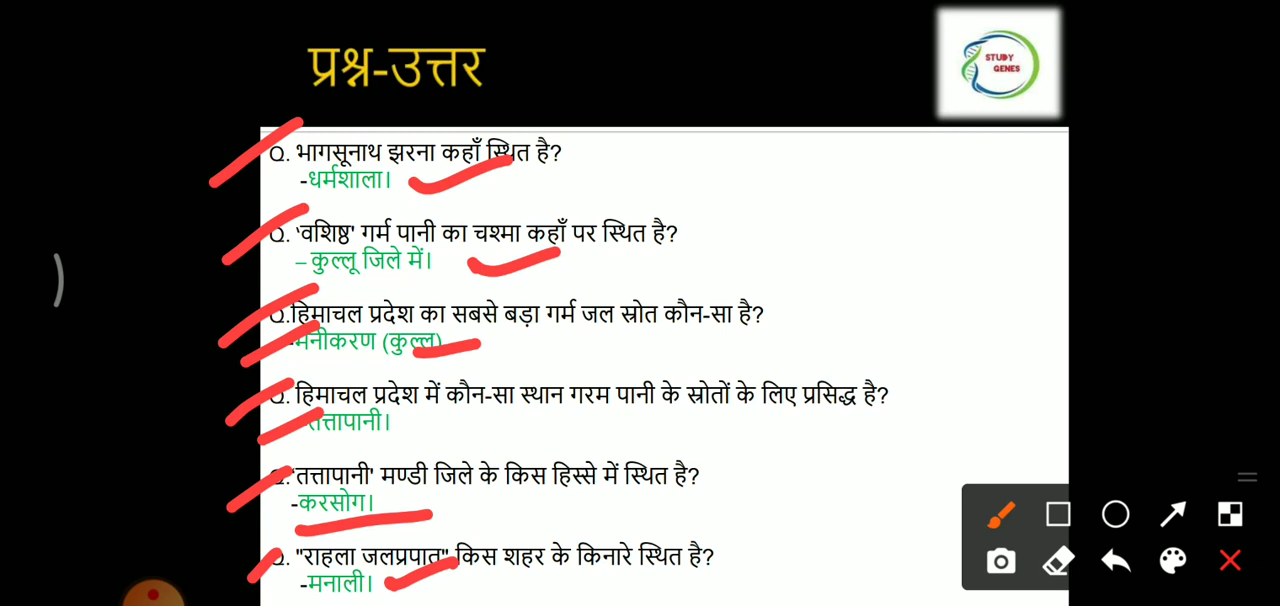 प्रश्न-उत्तर
STUDY
GENES
Q. भागसूनाथ झरना कहाँ स्थित है?
-धर्मशाला।
Q. 'वशिष्ठ' गर्म पानी का चश्मा कहाँ पर स्थित है?
– कुल्लू जिले में।
Q.हिमाचल प्रदेश का सबसे बड़ा गर्म जल स्रोत कौन-सा है?
-मनीकरण (कुल्लू)
Q. हिमाचल प्रदेश में कौन-सा स्थान गरम पानी के स्रोतों के लिए प्रसिद्ध है?
तत्तापानी।
Q. 'तत्तापानी' मण्डी जिले के किस हिस्से में स्थित है?
-करसोग।
Q. "राहला जलप्रपात" किस शहर के किनारे स्थित है?
-मनाली।